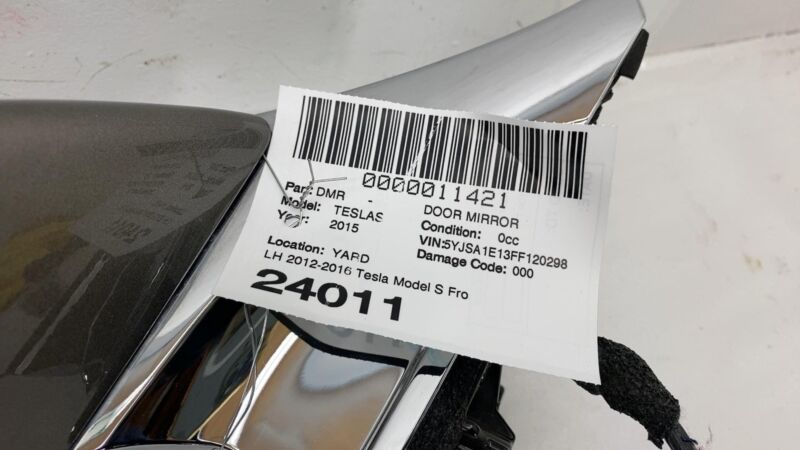 0000011421
Part: DMR - DOOR MIRROR
Model: TESLAS Condition: 0cc
Year: 2015 VIN:5YJSA1E13FF120298
Damage Code: 000
Location: YARD
LH 2012-2016 Tesla Model S Fro
24011